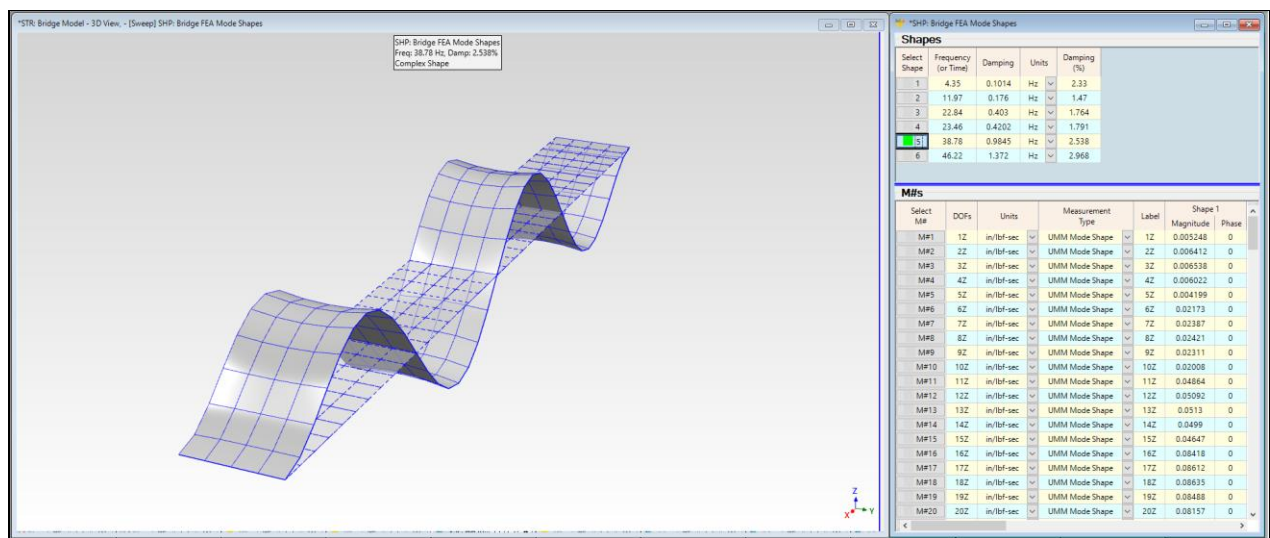 *STR: Bridge Model - 3D View, - [Sweep] SHP: Bridge FEA Mode Shapes
SHP: Bridge FEA Mode Shapes
Freq: 38.78 Hz, Damp: 2.538%
Complex Shape
Z
X
Y
*SHP: Bridge FEA Mode Shapes
Shapes
Select Shape Frequency (or Time) Damping Units Damping (%)
1 4.35 0.1014 Hz 2.33
2 11.97 0.176 Hz 1.47
3 22.84 0.403 Hz 1.764
4 23.46 0.4202 Hz 1.791
5 38.78 0.9845 Hz 2.538
6 46.22 1.372 Hz 2.968
M#s
Select M# DOFs Units Measurement Type Label Shape 1
Magnitude Phase
M#1 1Z in/lbf-sec UMM Mode Shape 1Z 0.005248 0
M#2 2Z in/lbf-sec UMM Mode Shape 2Z 0.006412 0
M#3 3Z in/lbf-sec UMM Mode Shape 3Z 0.006538 0
M#4 4Z in/lbf-sec UMM Mode Shape 4Z 0.006022 0
M#5 5Z in/lbf-sec UMM Mode Shape 5Z 0.004199 0
M#6 6Z in/lbf-sec UMM Mode Shape 6Z 0.02173 0
M#7 7Z in/lbf-sec UMM Mode Shape 7Z 0.02387 0
M#8 8Z in/lbf-sec UMM Mode Shape 8Z 0.02421 0
M#9 9Z in/lbf-sec UMM Mode Shape 9Z 0.02311 0
M#10 10Z in/lbf-sec UMM Mode Shape 10Z 0.02008 0
M#11 11Z in/lbf-sec UMM Mode Shape 11Z 0.04864 0
M#12 12Z in/lbf-sec UMM Mode Shape 12Z 0.05092 0
M#13 13Z in/lbf-sec UMM Mode Shape 13Z 0.0513 0
M#14 14Z in/lbf-sec UMM Mode Shape 14Z 0.0499 0
M#15 15Z in/lbf-sec UMM Mode Shape 15Z 0.04647 0
M#16 16Z in/lbf-sec UMM Mode Shape 16Z 0.08418 0
M#17 17Z in/lbf-sec UMM Mode Shape 17Z 0.08612 0
M#18 18Z in/lbf-sec UMM Mode Shape 18Z 0.08635 0
M#19 19Z in/lbf-sec UMM Mode Shape 19Z 0.08488 0
M#20 20Z in/lbf-sec UMM Mode Shape 20Z 0.08157 0